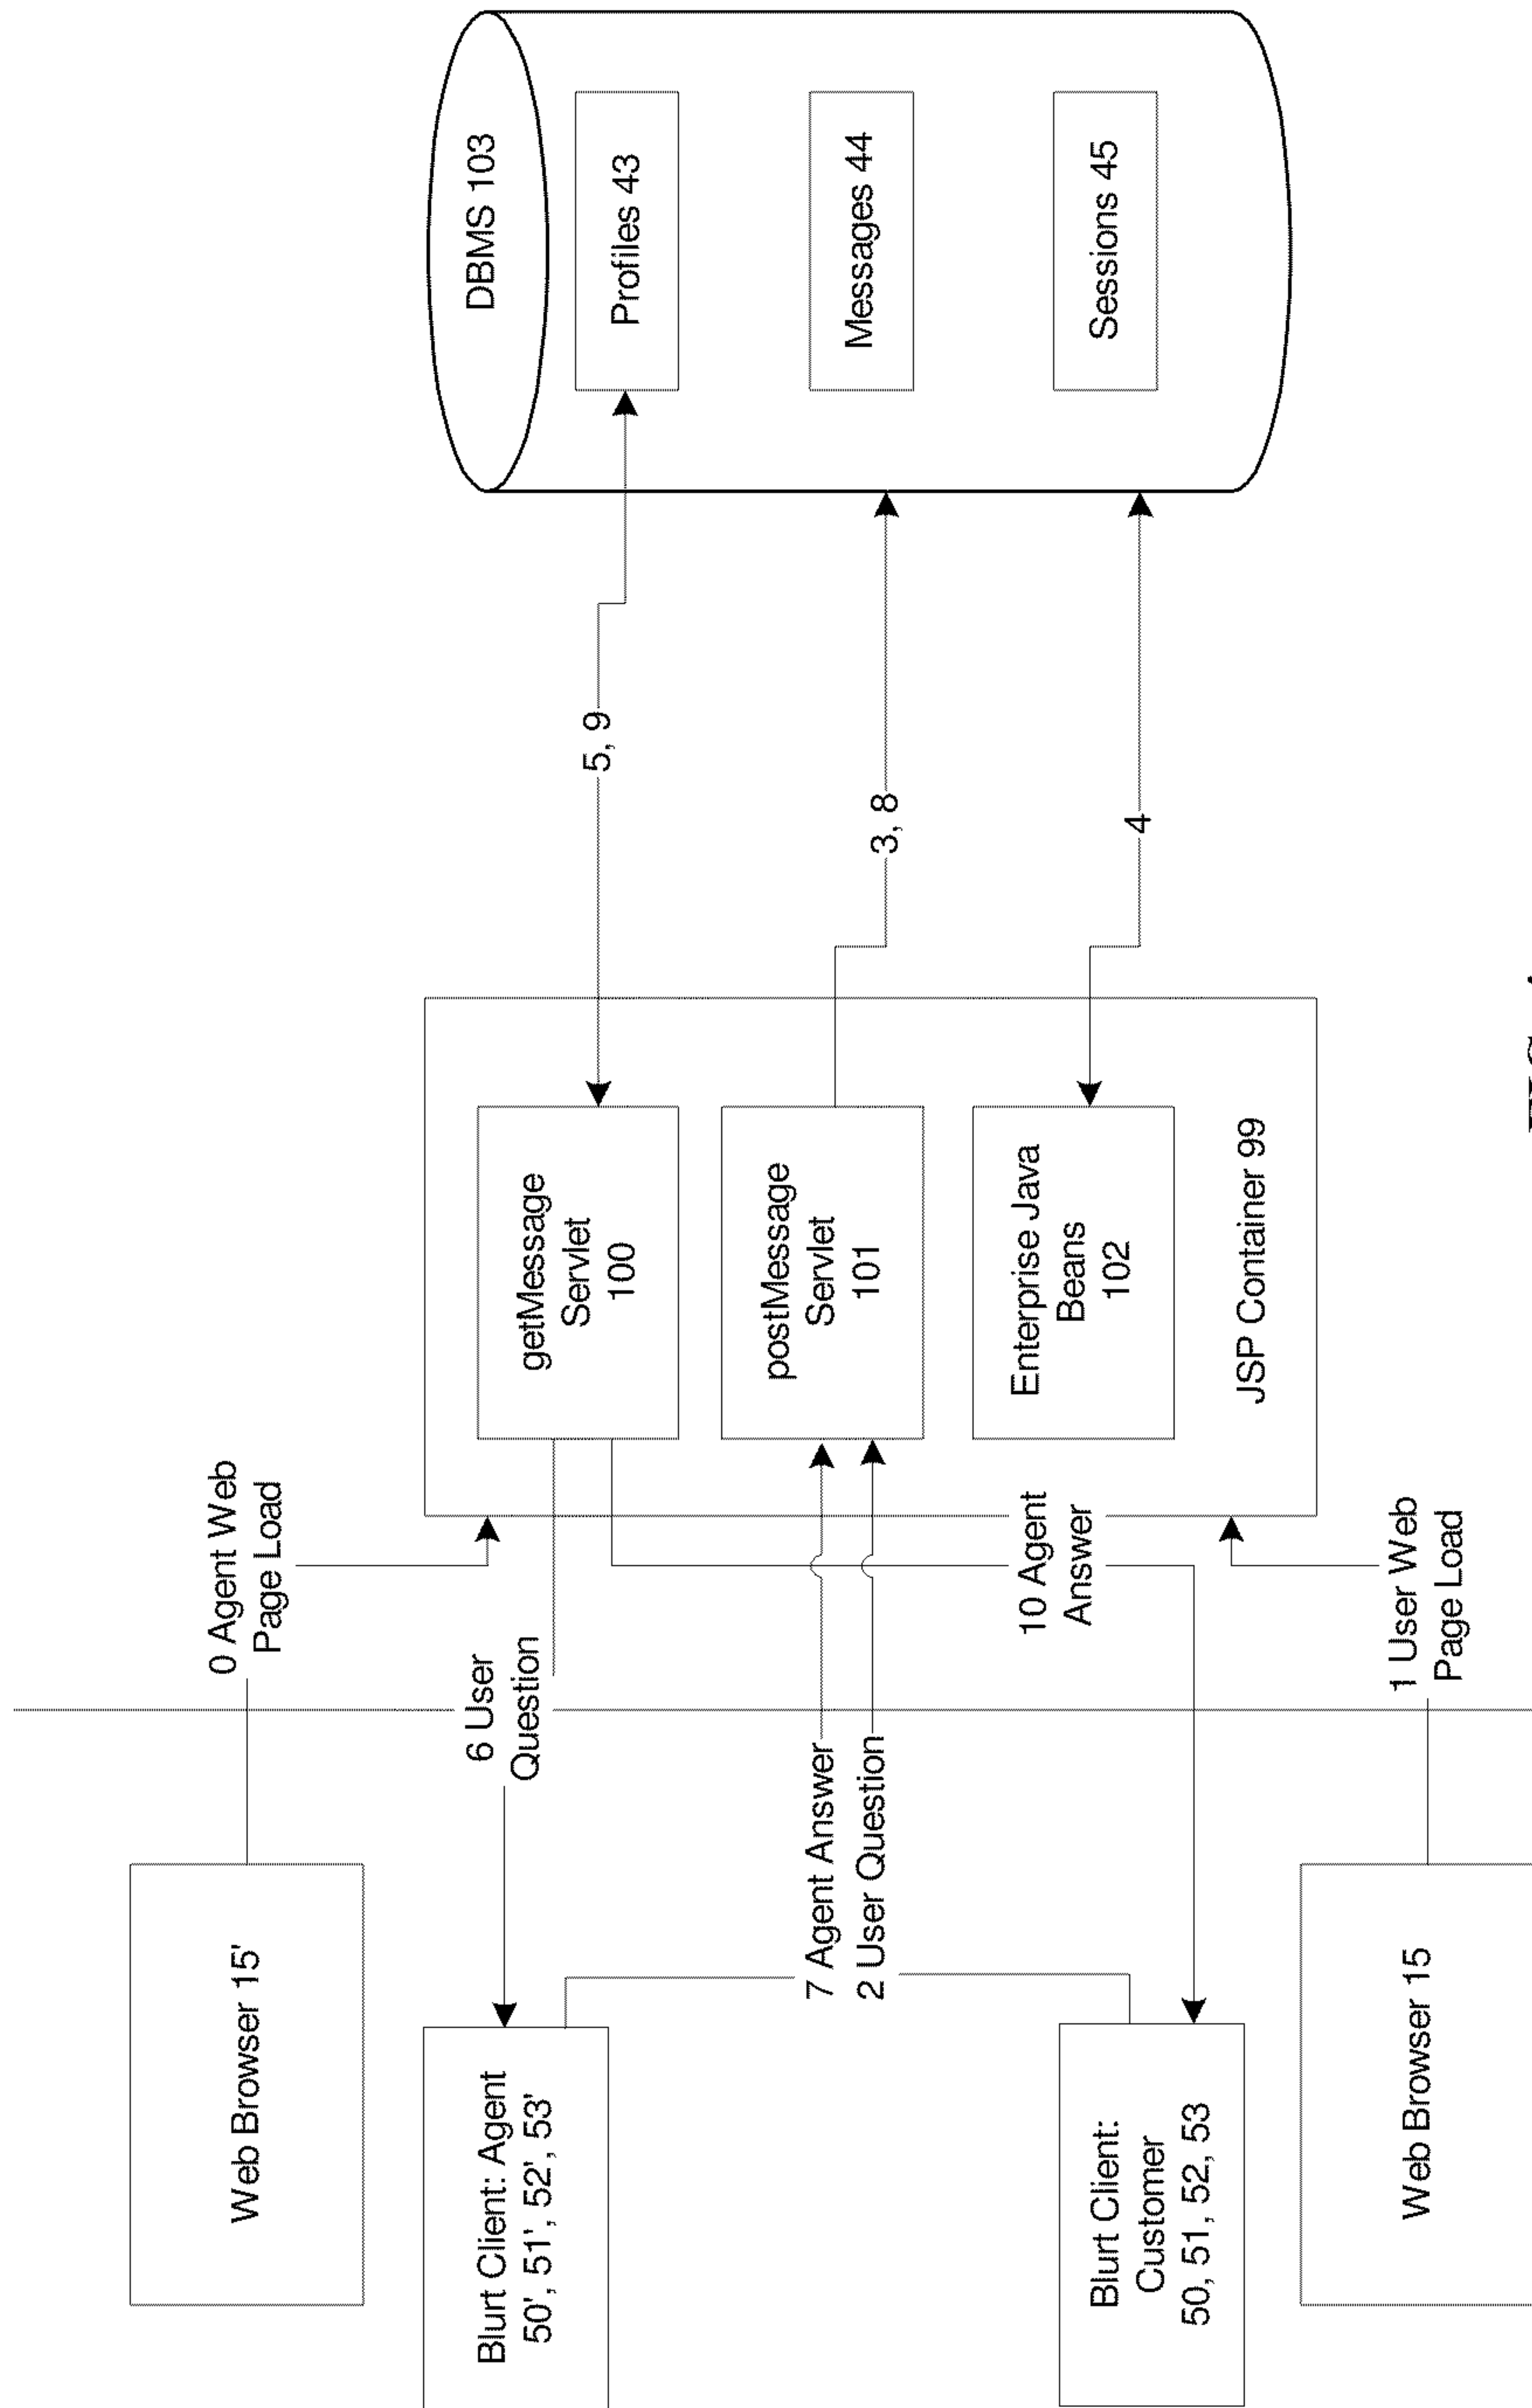 Web Browser 15'
0 Agent Web
Page Load
Blurt Client: Agent
50', 51', 52', 53'
6 User
Question
getMessage
Servlet
100
5, 9
DBMS 103
Profiles 43
7 Agent Answer
2 User Question
postMessage
Servlet
101
3, 8
Messages 44
Blurt Client:
Customer
50, 51, 52, 53
10 Agent
Answer
Enterprise Java
Beans
102
4
Sessions 45
JSP Container 99
Web Browser 15
1 User Web
Page Load